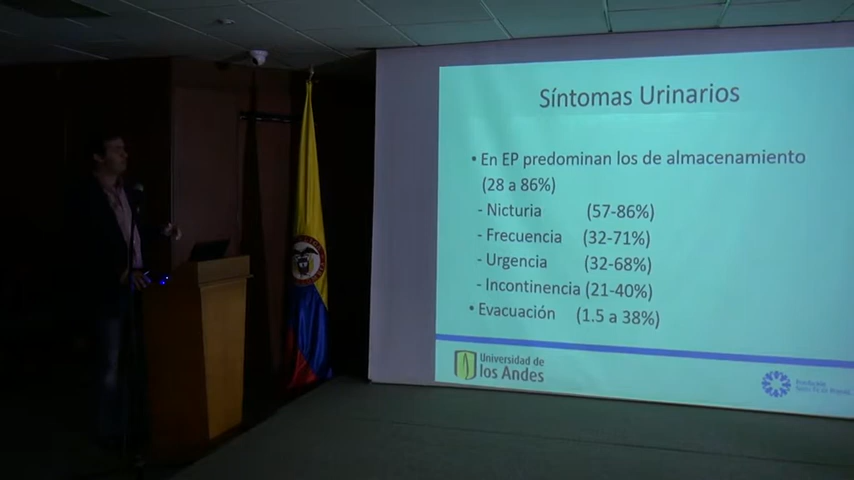 Síntomas Urinarios
• En EP predominan los de almacenamiento
(28 a 86%)
- Nicturia (57-86%)
- Frecuencia (32-71%)
- Urgencia (32-68%)
- Incontinencia (21-40%)
• Evacuación (1.5 a 38%)
Universidad de
los Andes
Fundación